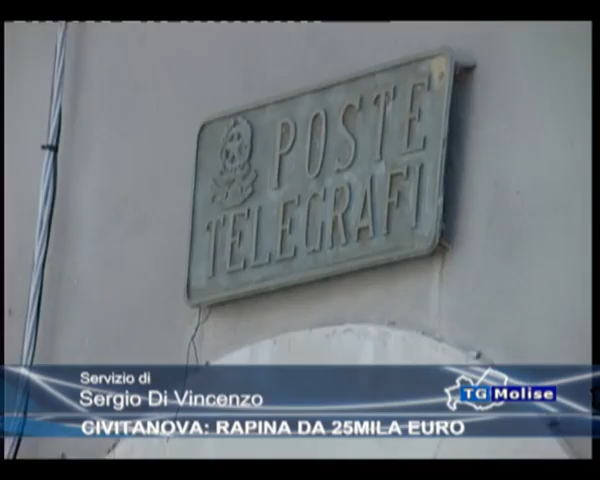 POSTE
TELEGRAFI
Servizio di
Sergio Di Vincenzo
TG Molise
CIVITANOVA: RAPINA DA 25MILA EURO